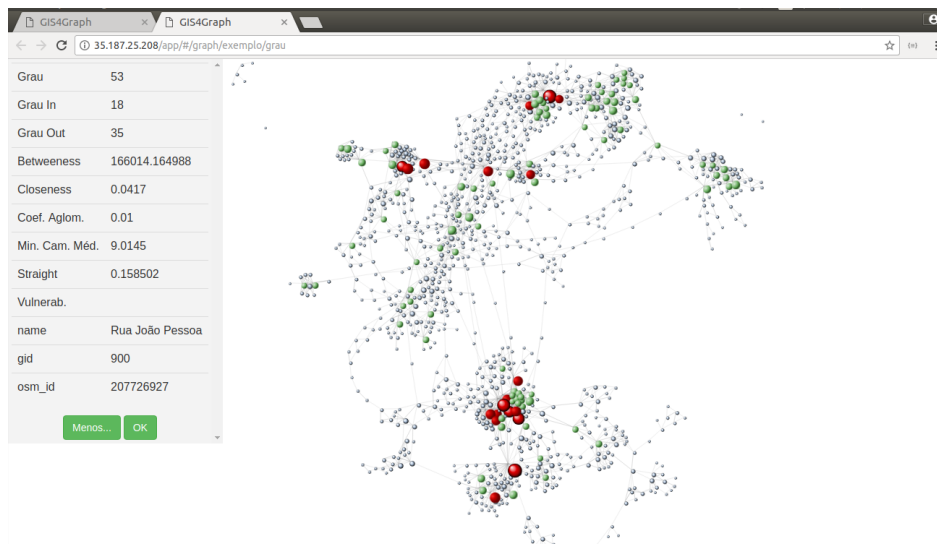 GIS4Graph × GIS4Graph ×
35.187.25.208/app/#/graph/exemplo/grau
Grau 53
Grau In 18
Grau Out 35
Betweeness 166014.164988
Closeness 0.0417
Coef. Aglom. 0.01
Min. Cam. Méd. 9.0145
Straight 0.158502
Vulnerab.
name Rua João Pessoa
gid 900
osm_id 207726927
Menos... OK